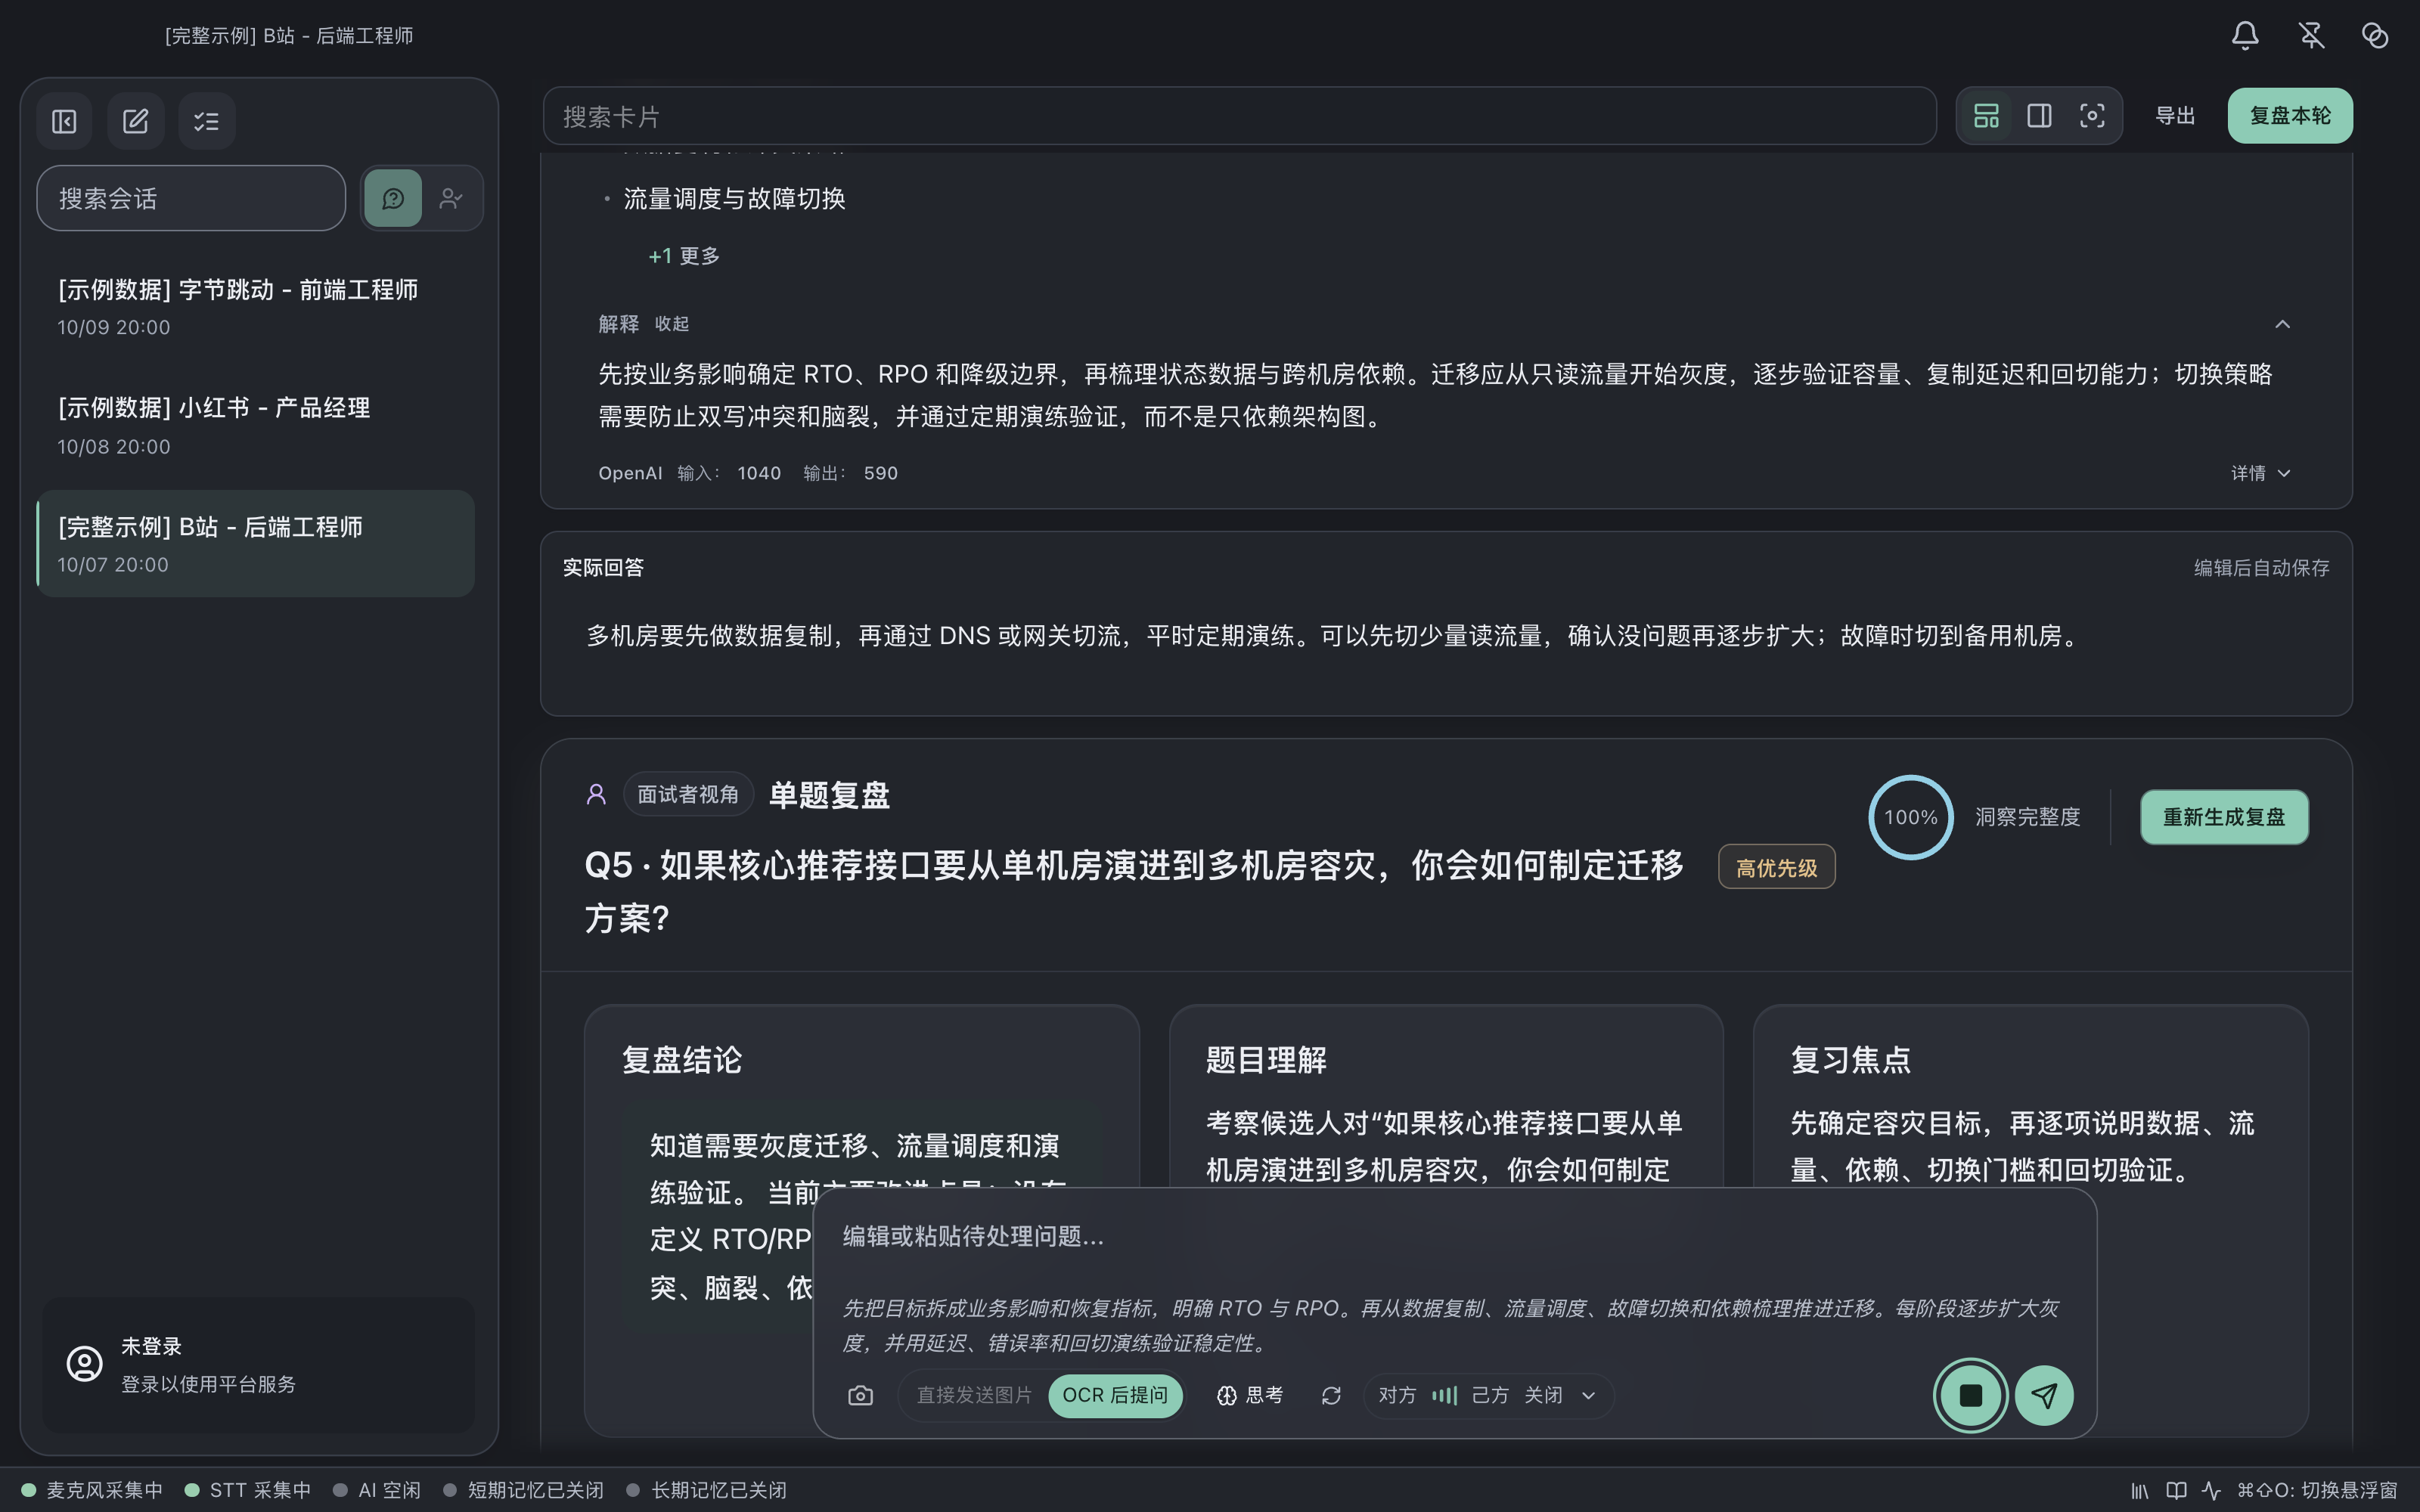 [完整示例] B站 - 后端工程师
搜索会话
[示例数据] 字节跳动 - 前端工程师
10/09 20:00
[示例数据] 小红书 - 产品经理
10/08 20:00
[完整示例] B站 - 后端工程师
10/07 20:00
未登录
登录以使用平台服务
搜索卡片
导出
复盘本轮
• 流量调度与故障切换
+1 更多
解释 收起
先按业务影响确定 RTO、RPO 和降级边界，再梳理状态数据与跨机房依赖。迁移应从只读流量开始灰度，逐步验证容量、复制延迟和回切能力；切换策略
需要防止双写冲突和脑裂，并通过定期演练验证，而不是只依赖架构图。
OpenAI 输入： 1040 输出： 590
详情
实际回答
编辑后自动保存
多机房要先做数据复制，再通过 DNS 或网关切流，平时定期演练。可以先切少量读流量，确认没问题再逐步扩大；故障时切到备用机房。
面试者视角 单题复盘
Q5 · 如果核心推荐接口要从单机房演进到多机房容灾，你会如何制定迁移
方案？
高优先级
100%
洞察完整度
重新生成复盘
复盘结论
知道需要灰度迁移、流量调度和演
练验证。 当前
定义 RTO/RP
突、脑裂、依
题目理解
考察候选人对“如果核心推荐接口要从单
机房演进到多机房容灾，你会如何制定
复习焦点
先确定容灾目标，再逐项说明数据、流
量、依赖、切换门槛和回切验证。
编辑或粘贴待处理问题...
先把目标拆成业务影响和恢复指标，明确 RTO 与 RPO。再从数据复制、流量调度、故障切换和依赖梳理推进迁移。每阶段逐步扩大灰
度，并用延迟、错误率和回切演练验证稳定性。
直接发送图片 OCR 后提问 思考 对方 己方 关闭
麦克风采集中 STT 采集中 AI 空闲 短期记忆已关闭 长期记忆已关闭
⌘⇧O: 切换悬浮窗